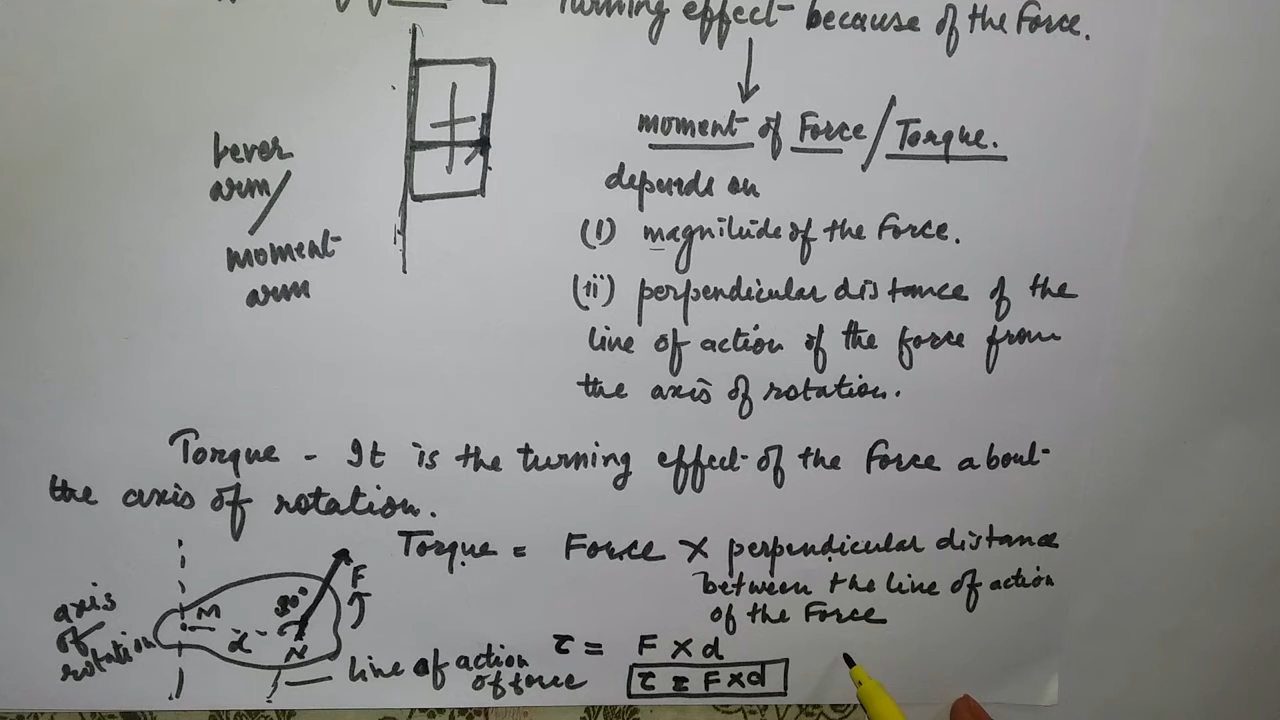 Turning effect because of the Force.
moment of Force / Torque.
depends on
(i) magnitude of the Force.
(ii) perpendicular distance of the
line of action of the force from
the axis of rotation.
Lever
arm /
moment
arm
Torque - It is the turning effect of the Force about
the axis of rotation.
Torque = Force × perpendicular distance
between the line of action
of the Force
τ = F × d
τ = F × d
axis
of
rotation
M
d
90°
N
F
line of action
of force